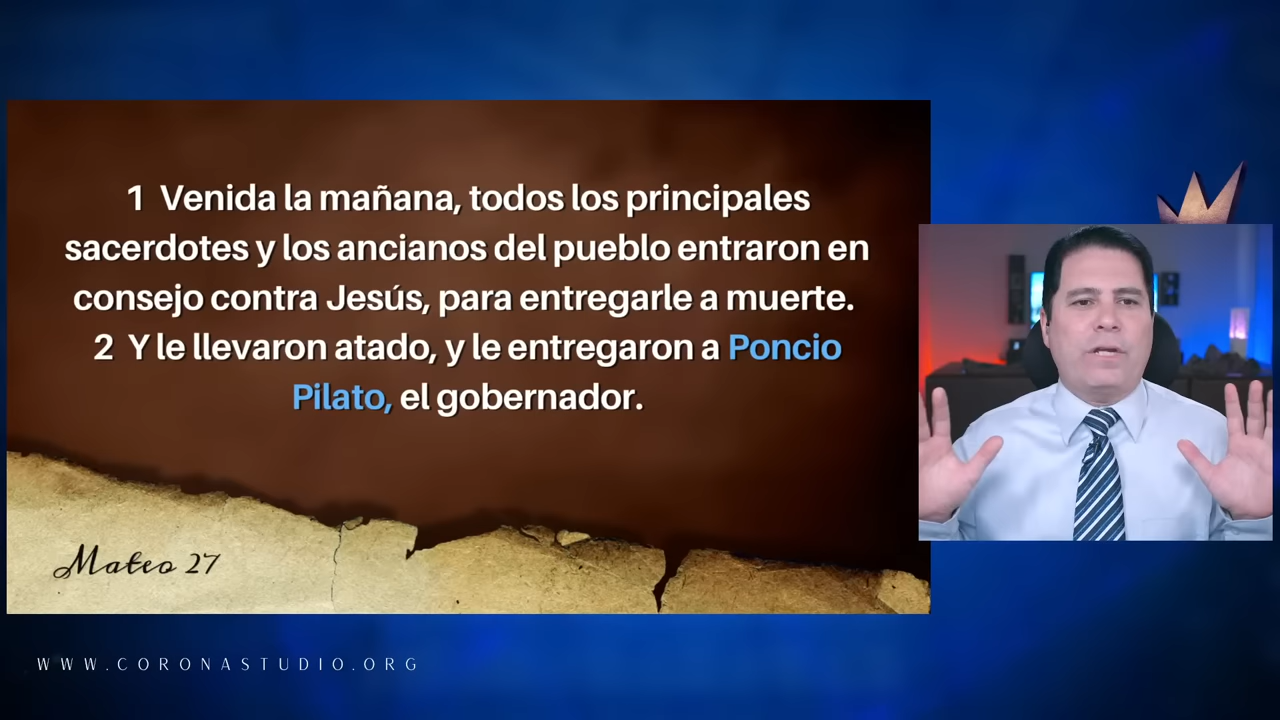 1 Venida la mañana, todos los principales
sacerdotes y los ancianos del pueblo entraron en
consejo contra Jesús, para entregarle a muerte.
2 Y le llevaron atado, y le entregaron a Poncio
Pilato, el gobernador.
Mateo 27
WWW.CORONASTUDIO.ORG